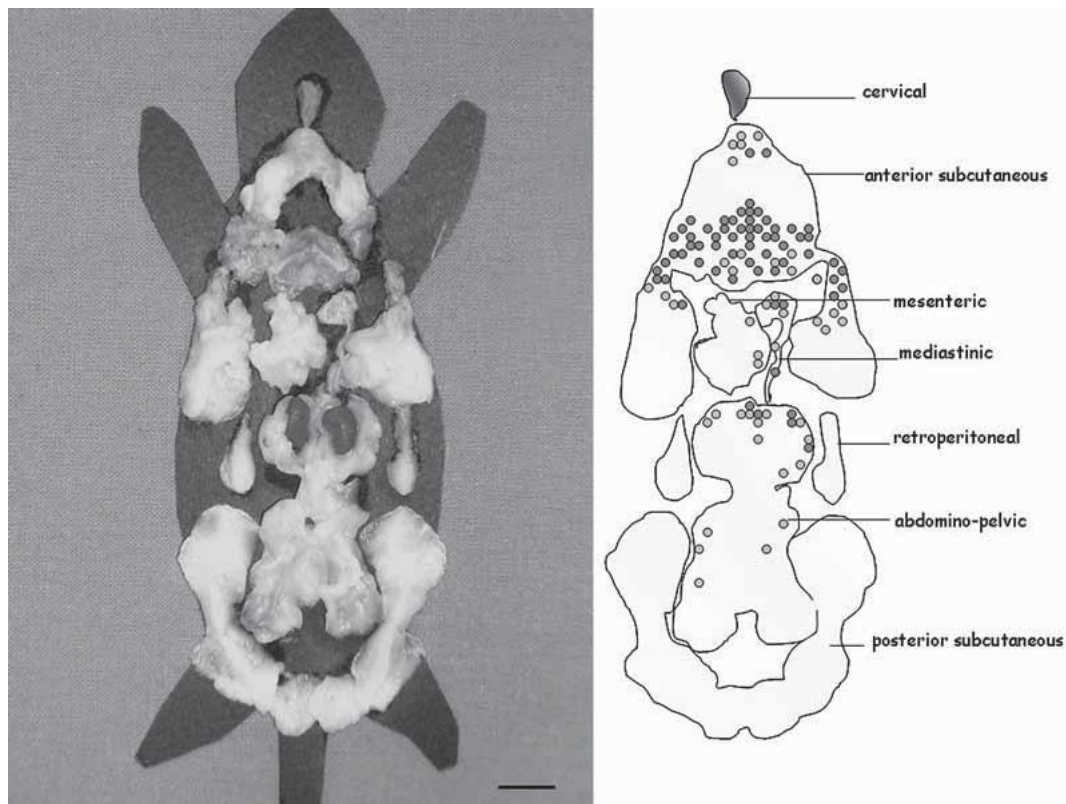 cervical
anterior subcutaneous
mesenteric
mediastinic
retroperitoneal
abdomino-pelvic
posterior subcutaneous